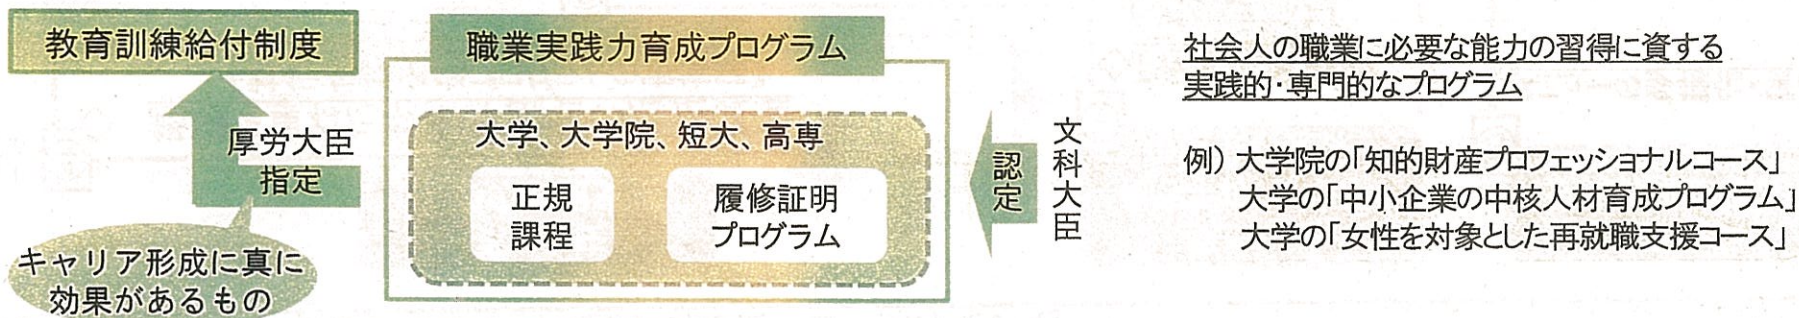 教育訓練給付制度
厚労大臣
指定
キャリア形成に真に
効果があるもの
職業実践力育成プログラム
大学、大学院、短大、高専
正規
課程
履修証明
プログラム
認定
文科大臣
社会人の職業に必要な能力の習得に資する
実践的・専門的なプログラム
例）大学院の「知的財産プロフェッショナルコース」
大学の「中小企業の中核人材育成プログラム」
大学の「女性を対象とした再就職支援コース」